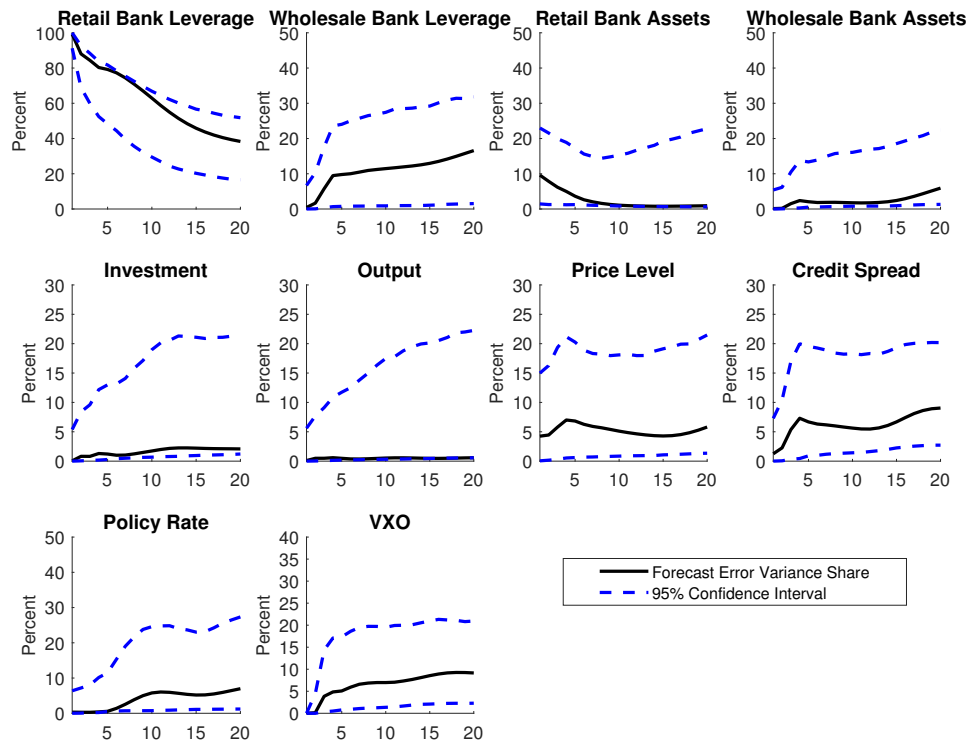 Retail Bank Leverage
Wholesale Bank Leverage
Retail Bank Assets
Wholesale Bank Assets
Percent
100
80
60
40
20
0
5 10 15 20
50
40
30
20
10
0
5 10 15 20
Percent
50
40
30
20
10
0
5 10 15 20
50
40
30
20
10
0
5 10 15 20
Investment
Output
Price Level
Credit Spread
Percent
30
25
20
15
10
5
0
5 10 15 20
30
25
20
15
10
5
0
5 10 15 20
Percent
30
25
20
15
10
5
0
5 10 15 20
30
25
20
15
10
5
0
5 10 15 20
Policy Rate
VXO
Percent
50
40
30
20
10
0
5 10 15 20
40
35
30
25
20
15
10
5
0
5 10 15 20
Forecast Error Variance Share
95% Confidence Interval